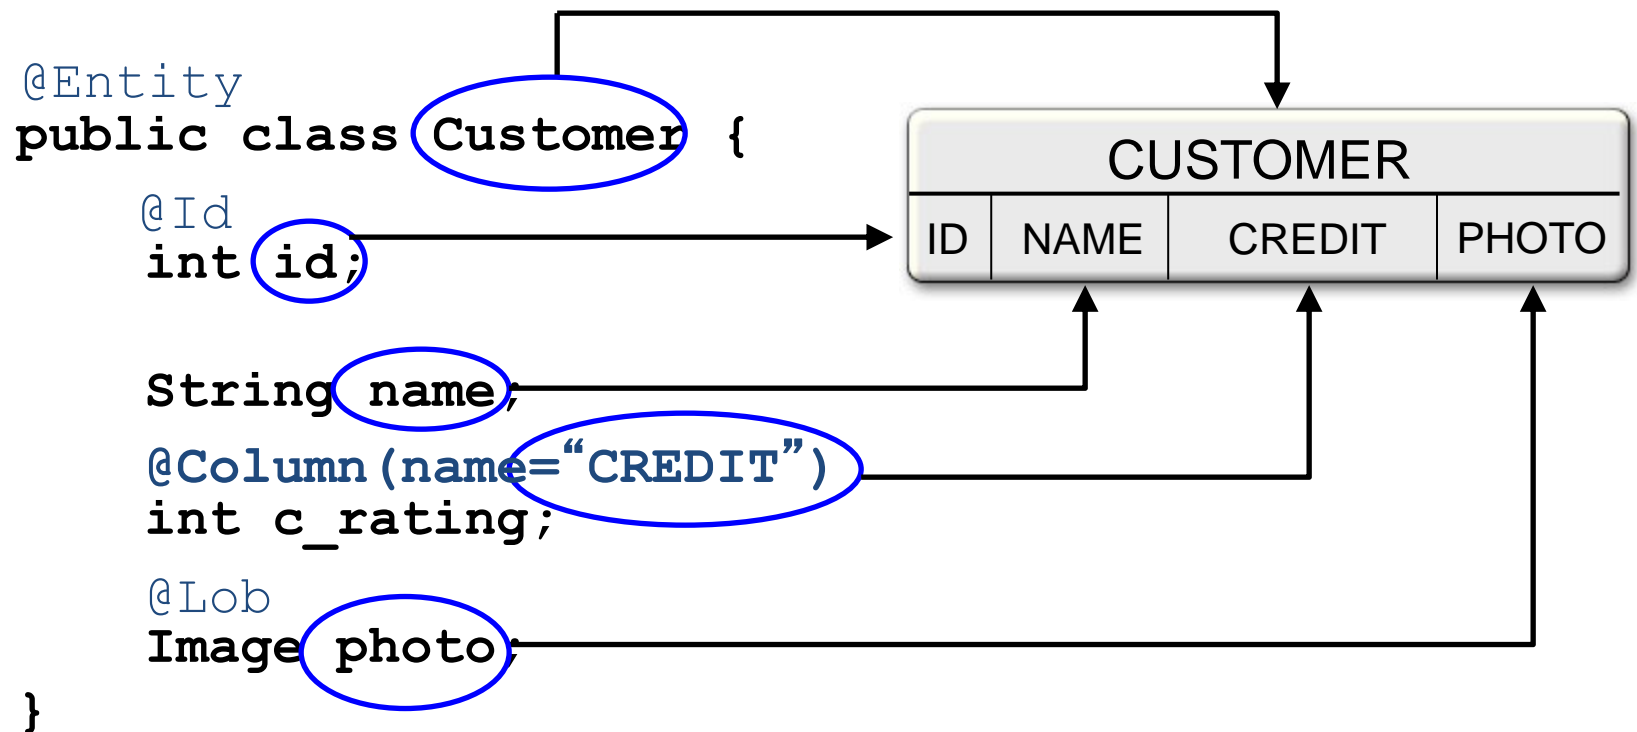 @Entity
public class Customer {
@Id
int id;
String name;
@Column(name=“CREDIT”)
int c_rating;
@Lob
Image photo;
}
CUSTOMER
ID NAME CREDIT PHOTO